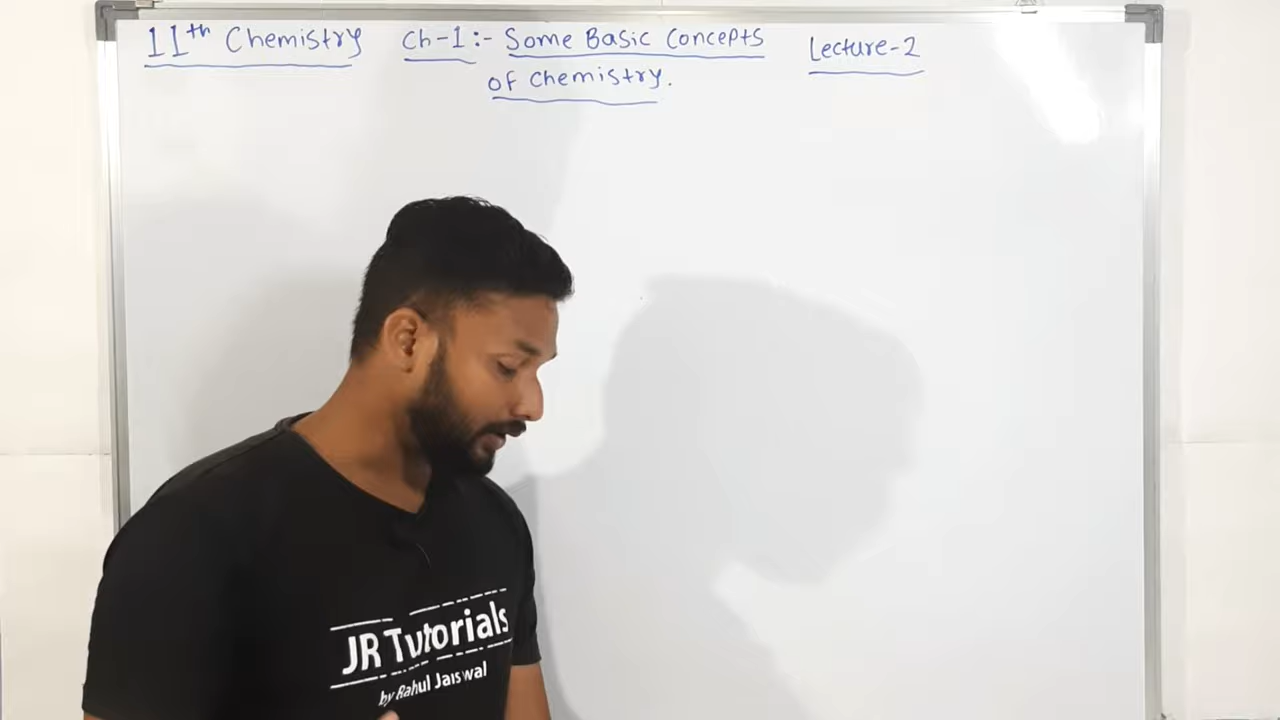 11th Chemistry Ch-1:- Some Basic Concepts Lecture-2
of Chemistry.
JR Tutorials
by Rahul Jaiswal